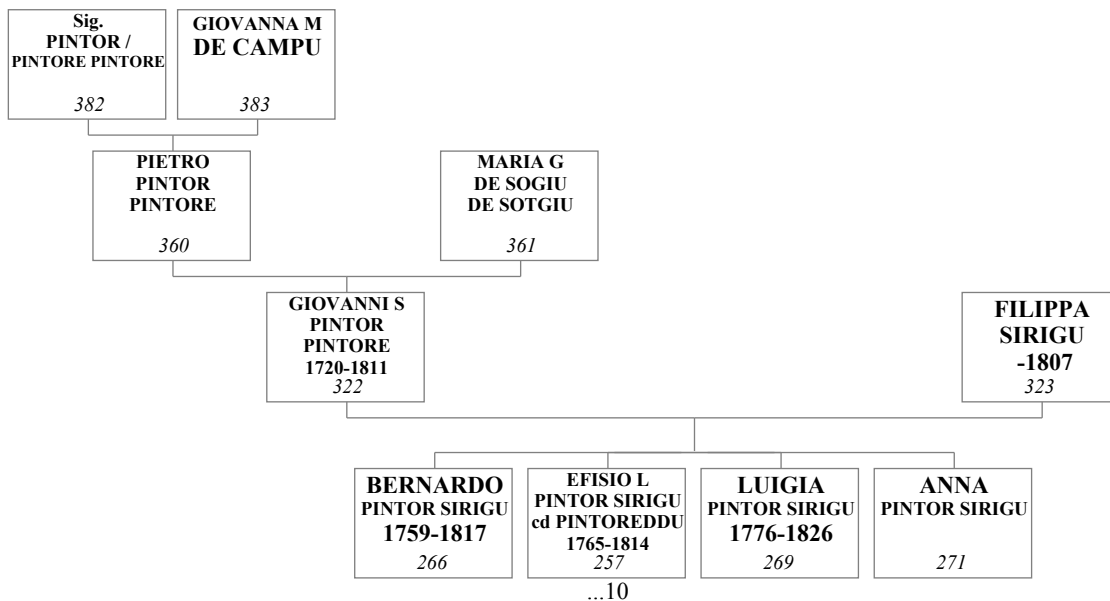 Sig.
PINTOR /
PINTORE PINTORE
382
GIOVANNA M
DE CAMPU
383
PIETRO
PINTOR
PINTORE
360
MARIA G
DE SOGIU
DE SOTGIU
361
GIOVANNI S
PINTOR
PINTORE
1720-1811
322
FILIPPA
SIRIGU
-1807
323
BERNARDO
PINTOR SIRIGU
1759-1817
266
EFISIO L
PINTOR SIRIGU
cd PINTOREDDU
1765-1814
257
LUIGIA
PINTOR SIRIGU
1776-1826
269
ANNA
PINTOR SIRIGU
271
...10